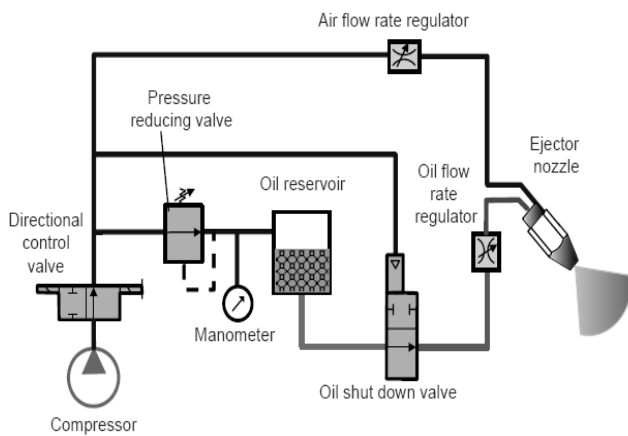 Air flow rate regulator
Pressure
reducing valve
Ejector
nozzle
Oil reservoir
Oil flow
rate
regulator
Directional
control
valve
Manometer
Oil shut down valve
Compressor